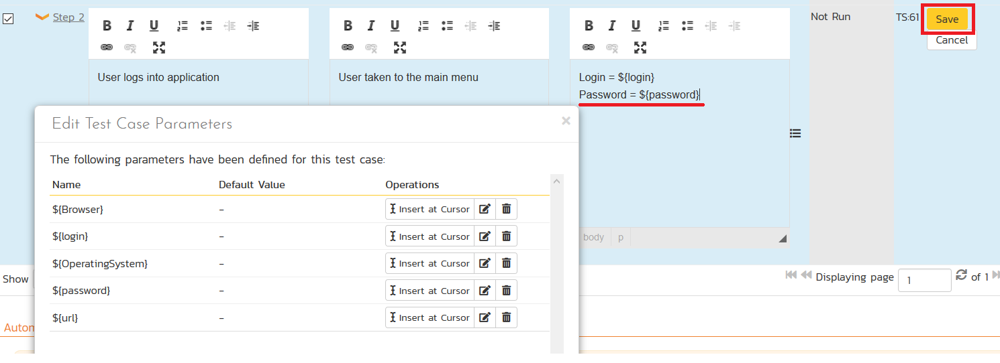 Step 2
B I U
B I U
B I U
Not Run
TS:61
Save
Cancel
User logs into application
User taken to the main menu
Login = ${login}
Password = ${password}
Edit Test Case Parameters
×
The following parameters have been defined for this test case:
Name Default Value Operations
${Browser} - Insert at Cursor
${login} - Insert at Cursor
${OperatingSystem} - Insert at Cursor
${password} - Insert at Cursor
${url} - Insert at Cursor
body p
Show
Displaying page 1 of 1
Autom